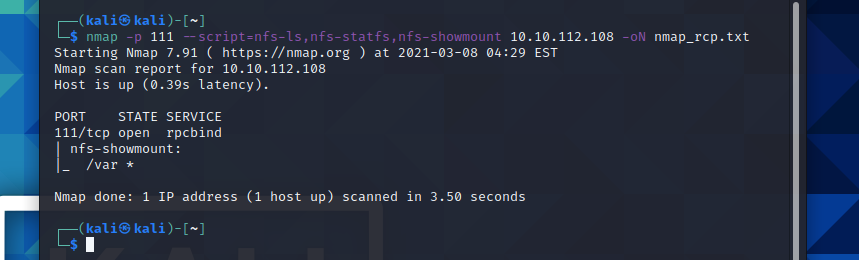 ┌──(kali㉿kali)-[~]
└─$ nmap -p 111 --script=nfs-ls,nfs-statfs,nfs-showmount 10.10.112.108 -oN nmap_rcp.txt
Starting Nmap 7.91 ( https://nmap.org ) at 2021-03-08 04:29 EST
Nmap scan report for 10.10.112.108
Host is up (0.39s latency).

PORT    STATE SERVICE
111/tcp open  rpcbind
| nfs-showmount:
|_  /var *

Nmap done: 1 IP address (1 host up) scanned in 3.50 seconds

┌──(kali㉿kali)-[~]
└─$